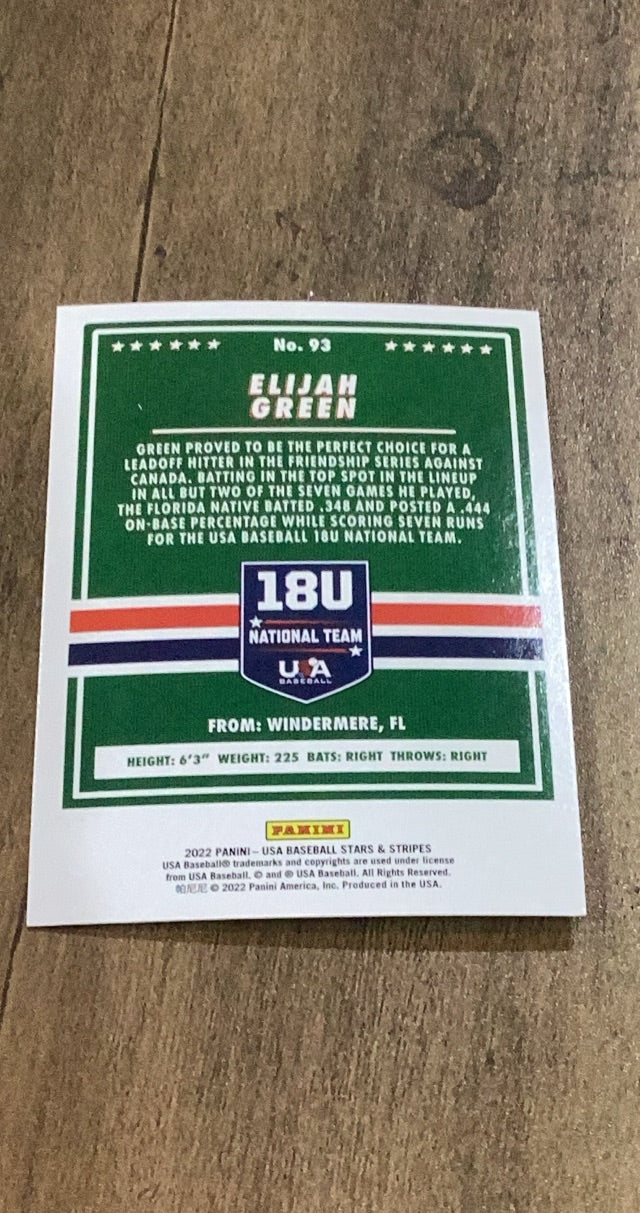 No. 93
ELIJAH
GREEN
GREEN PROVED TO BE THE PERFECT CHOICE FOR A
LEADOFF HITTER IN THE FRIENDSHIP SERIES AGAINST
CANADA. BATTING IN THE TOP SPOT IN THE LINEUP
IN ALL BUT TWO OF THE SEVEN GAMES HE PLAYED,
THE FLORIDA NATIVE BATTED .348 AND POSTED A .444
ON-BASE PERCENTAGE WHILE SCORING SEVEN RUNS
FOR THE USA BASEBALL 18U NATIONAL TEAM.
18U
NATIONAL TEAM
USA
BASEBALL
FROM: WINDERMERE, FL
HEIGHT: 6'3" WEIGHT: 225 BATS: RIGHT THROWS: RIGHT
PANINI
2022 PANINI – USA BASEBALL STARS & STRIPES
USA Baseball® trademarks and copyrights are used under license
from USA Baseball. © and ® USA Baseball. All Rights Reserved.
帕尼尼 © 2022 Panini America, Inc. Produced in the USA.